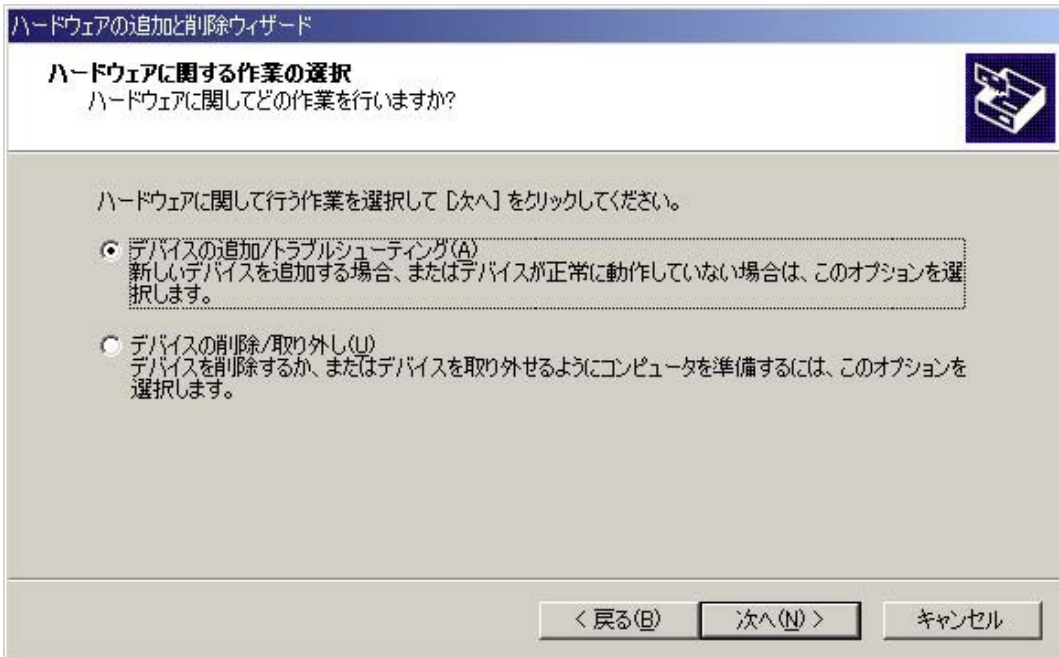 ハードウェアの追加と削除ウィザード
ハードウェアに関する作業の選択
ハードウェアに関してどの作業を行いますか?
ハードウェアに関して行う作業を選択して [次へ] をクリックしてください。
デバイスの追加/トラブルシューティング(A)
新しいデバイスを追加する場合、またはデバイスが正常に動作していない場合は、このオプションを選
択します。
デバイスの削除/取り外し(U)
デバイスを削除するか、またはデバイスを取り外せるようにコンピュータを準備するには、このオプションを
選択します。
< 戻る(B)
次へ(N) >
キャンセル